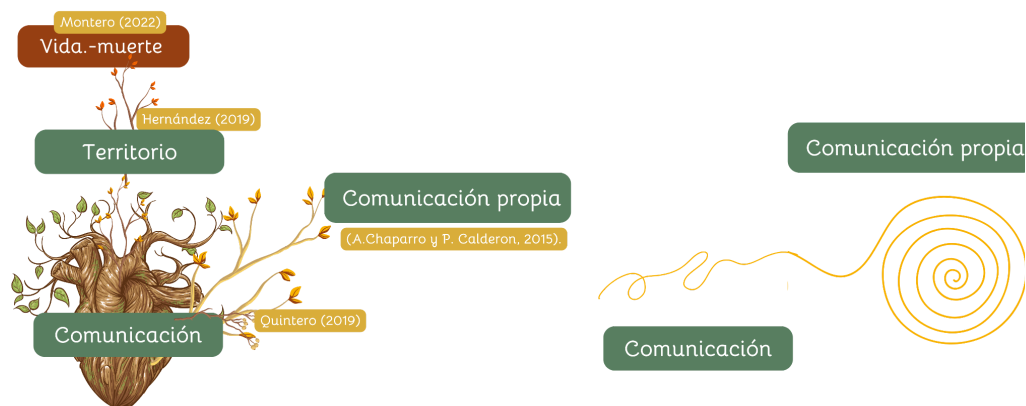 Montero (2022)
Vida.-muerte
Hernández (2019)
Territorio
Comunicación propia
(A.Chaparro y P. Calderon, 2015).
Quintero (2019)
Comunicación
Comunicación propia
Comunicación